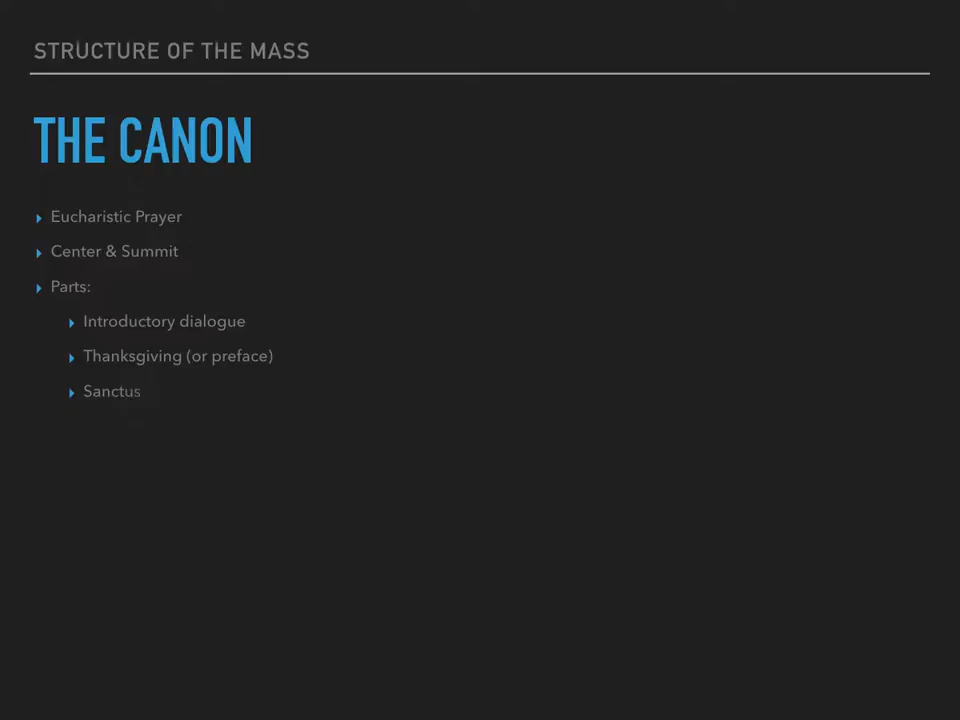 STRUCTURE OF THE MASS
THE CANON
Eucharistic Prayer
Center & Summit
Parts:
Introductory dialogue
Thanksgiving (or preface)
Sanctus